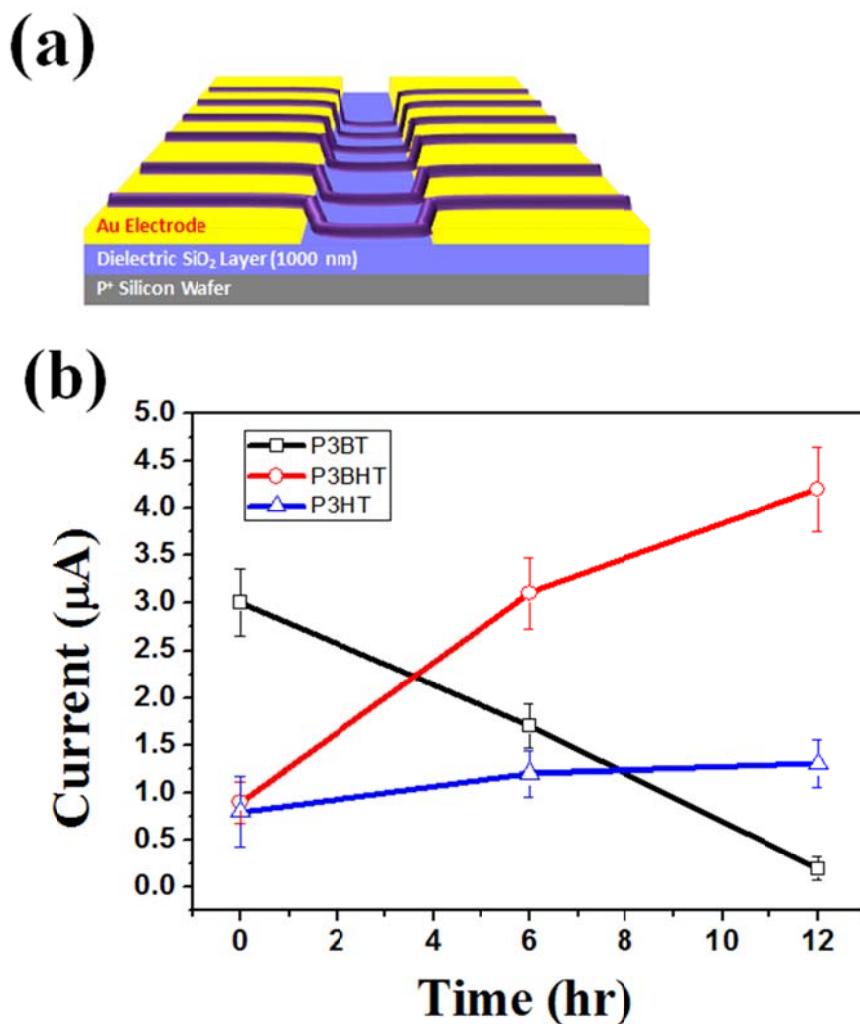 (a)
Au Electrode
Dielectric SiO₂ Layer (1000 nm)
P⁺ Silicon Wafer
(b)
5.0
4.5
4.0
3.5
3.0
2.5
2.0
1.5
1.0
0.5
0.0
Current (µA)
P3BT
P3BHT
P3HT
0 2 4 6 8 10 12
Time (hr)